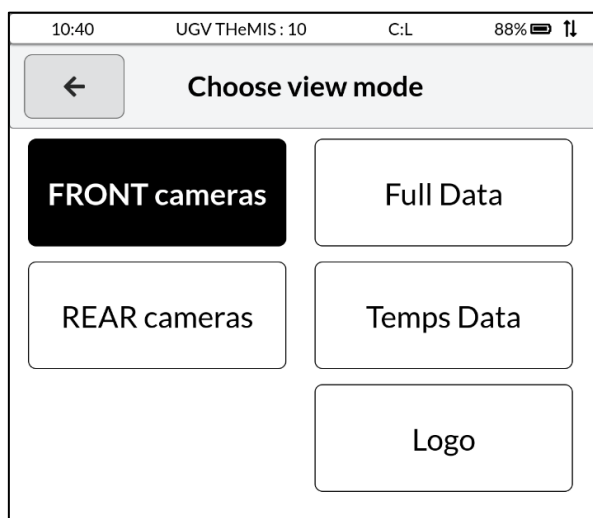 10:40 UGV THeMIS : 10 C:L 88%
Choose view mode
FRONT cameras Full Data
REAR cameras Temps Data
Logo